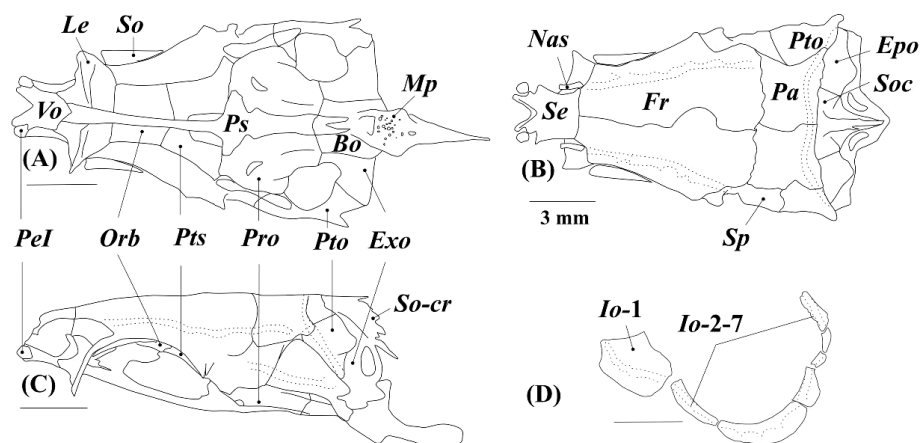 Le So Vo Ps Mp Bo (A)
PeI Orb Pts Pro Pto Exo
So-cr (C)
Nas Se Fr Pa Pto Epo Soc (B)
3 mm Sp
Io-1 Io-2-7 (D)